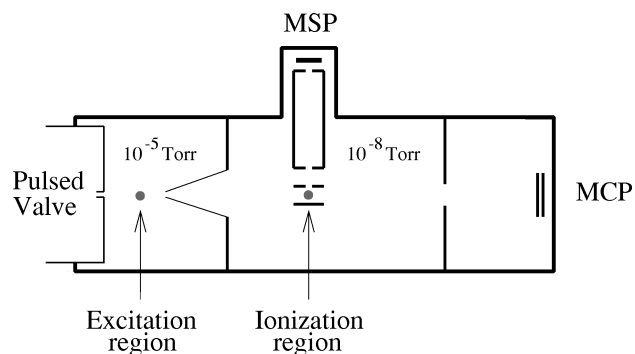 MSP
10⁻⁵ Torr
10⁻⁸ Torr
Pulsed
Valve
MCP
Excitation
region
Ionization
region